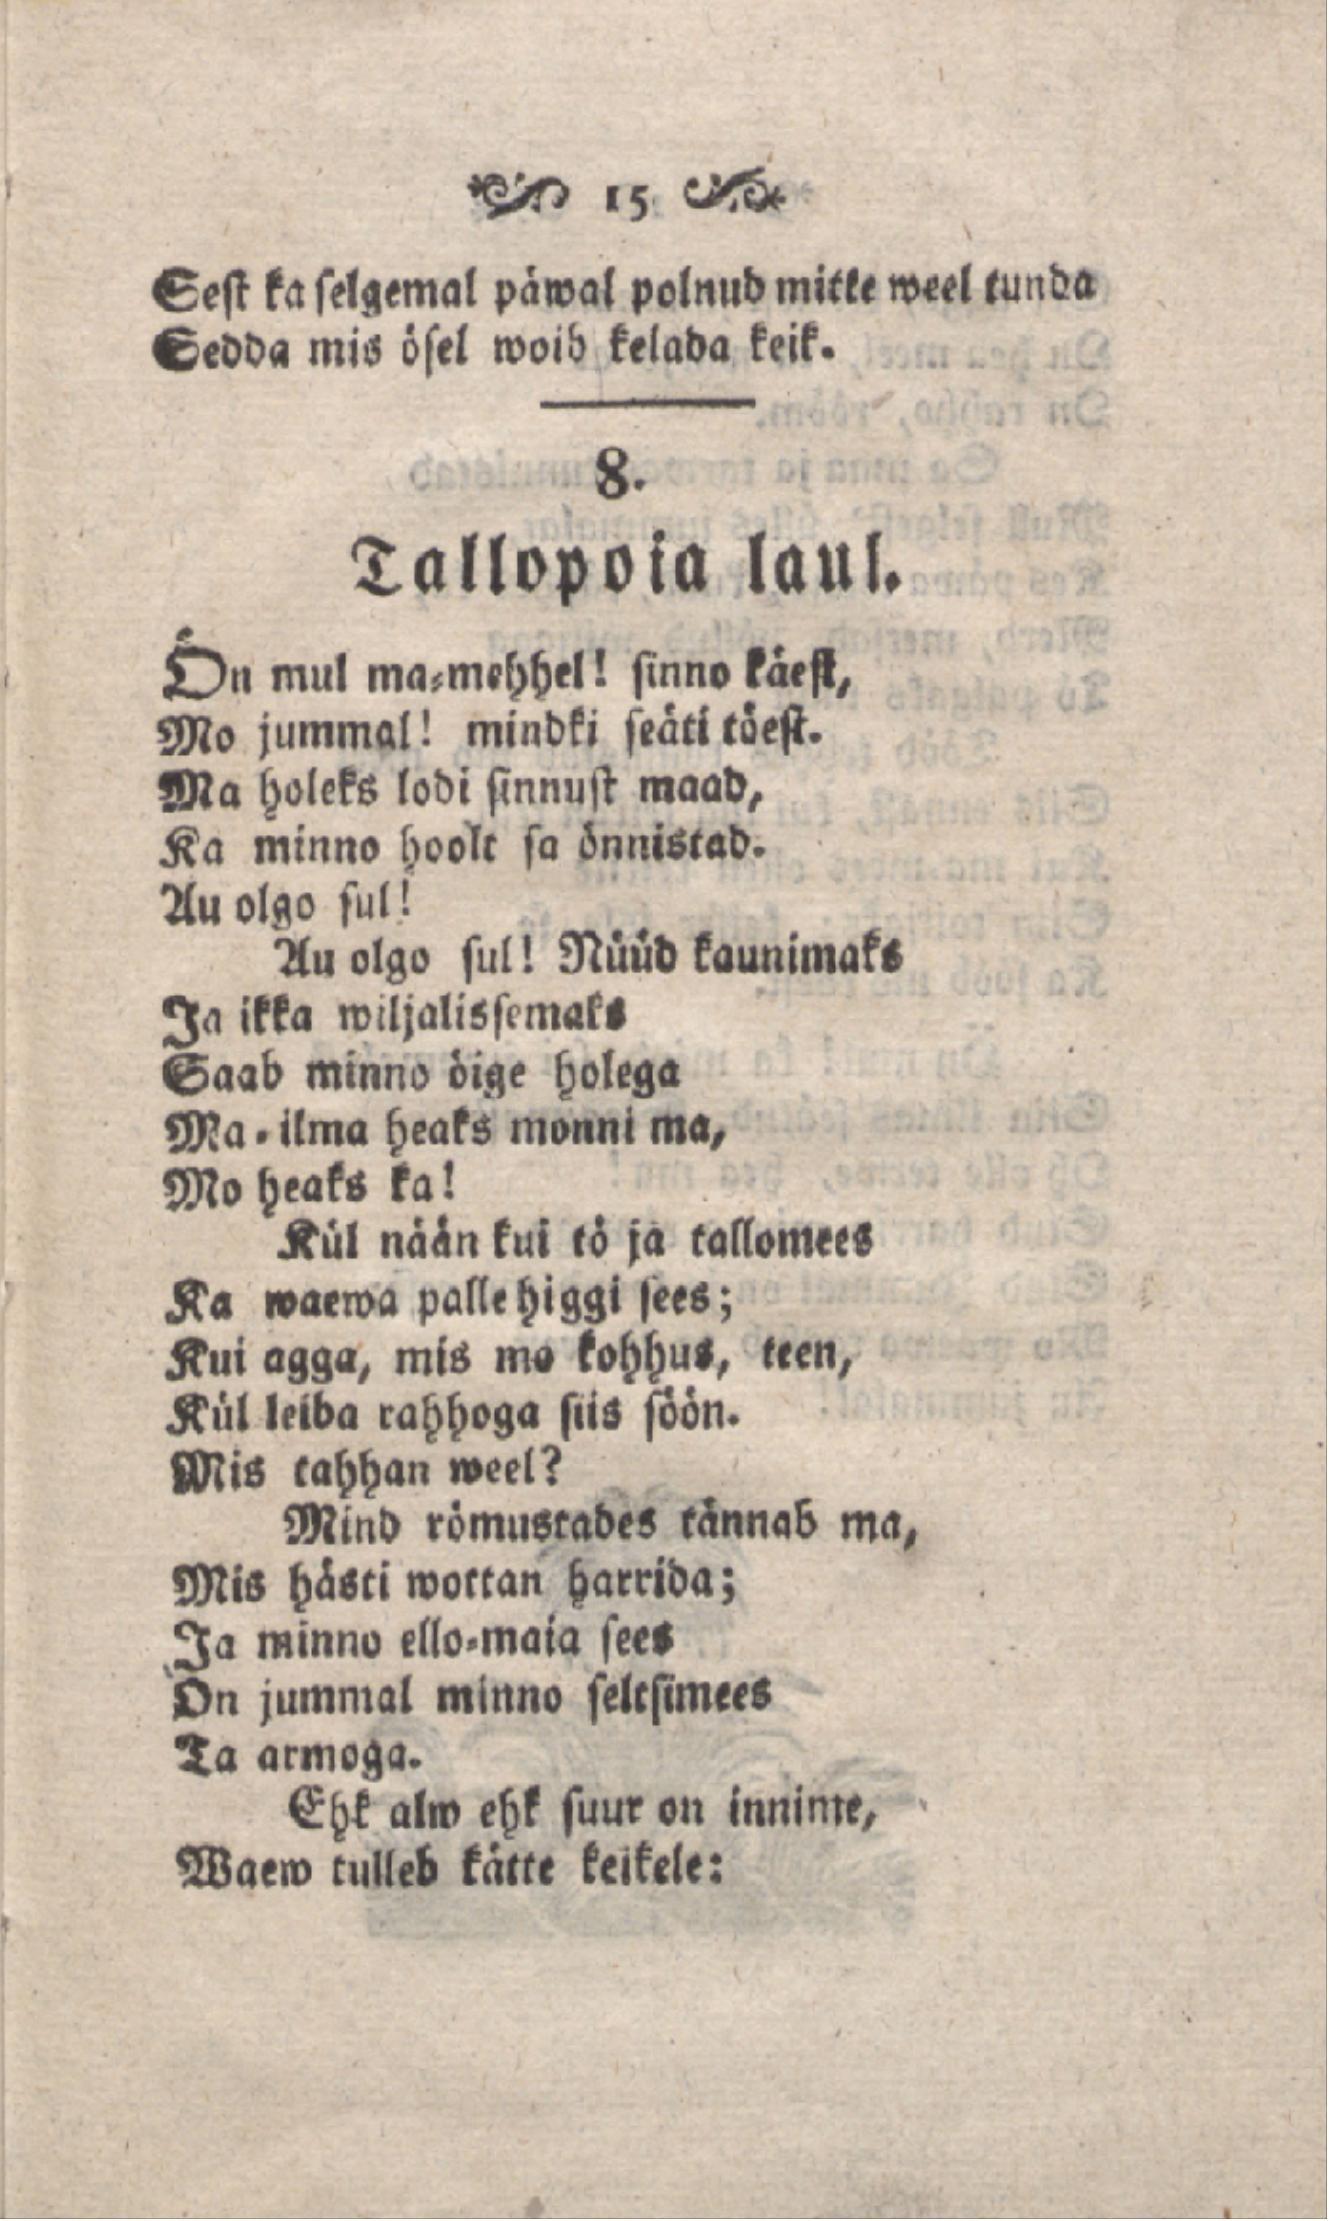 15
Sest ka selgemal päwal polnud mitte weel tunda
Sedda mis ösel woib kelada keik.
8.
Tallopoia laul.
Ön mul ma-mehhel! sinno käest,
Mo jummal! mindki seäti töest.
Ma holeks lodi sinnust maad,
Ka minno hoolt sa önnistad.
Au olgo sul!
Au olgo sul! Nüüd kaunimaks
Ja ikka wiljalissemaks
Saab minno öige holega
Ma-ilma heaks monni ma,
Mo heaks ka!
Kül nään kui tö ja tallomees
Ka waewa palle higgi sees;
Kui agga, mis mo kohhus, teen,
Kül leiba rahhoga siis söön.
Mis tahhan weel?
Mind römustades tännab ma,
Mis hästi wottan harrida;
Ja minno ello-maia sees
On jummal minno seltsimees
Ta armoga.
Ehk alw ehk suur on innime,
Waew tulleb kätte keikele: